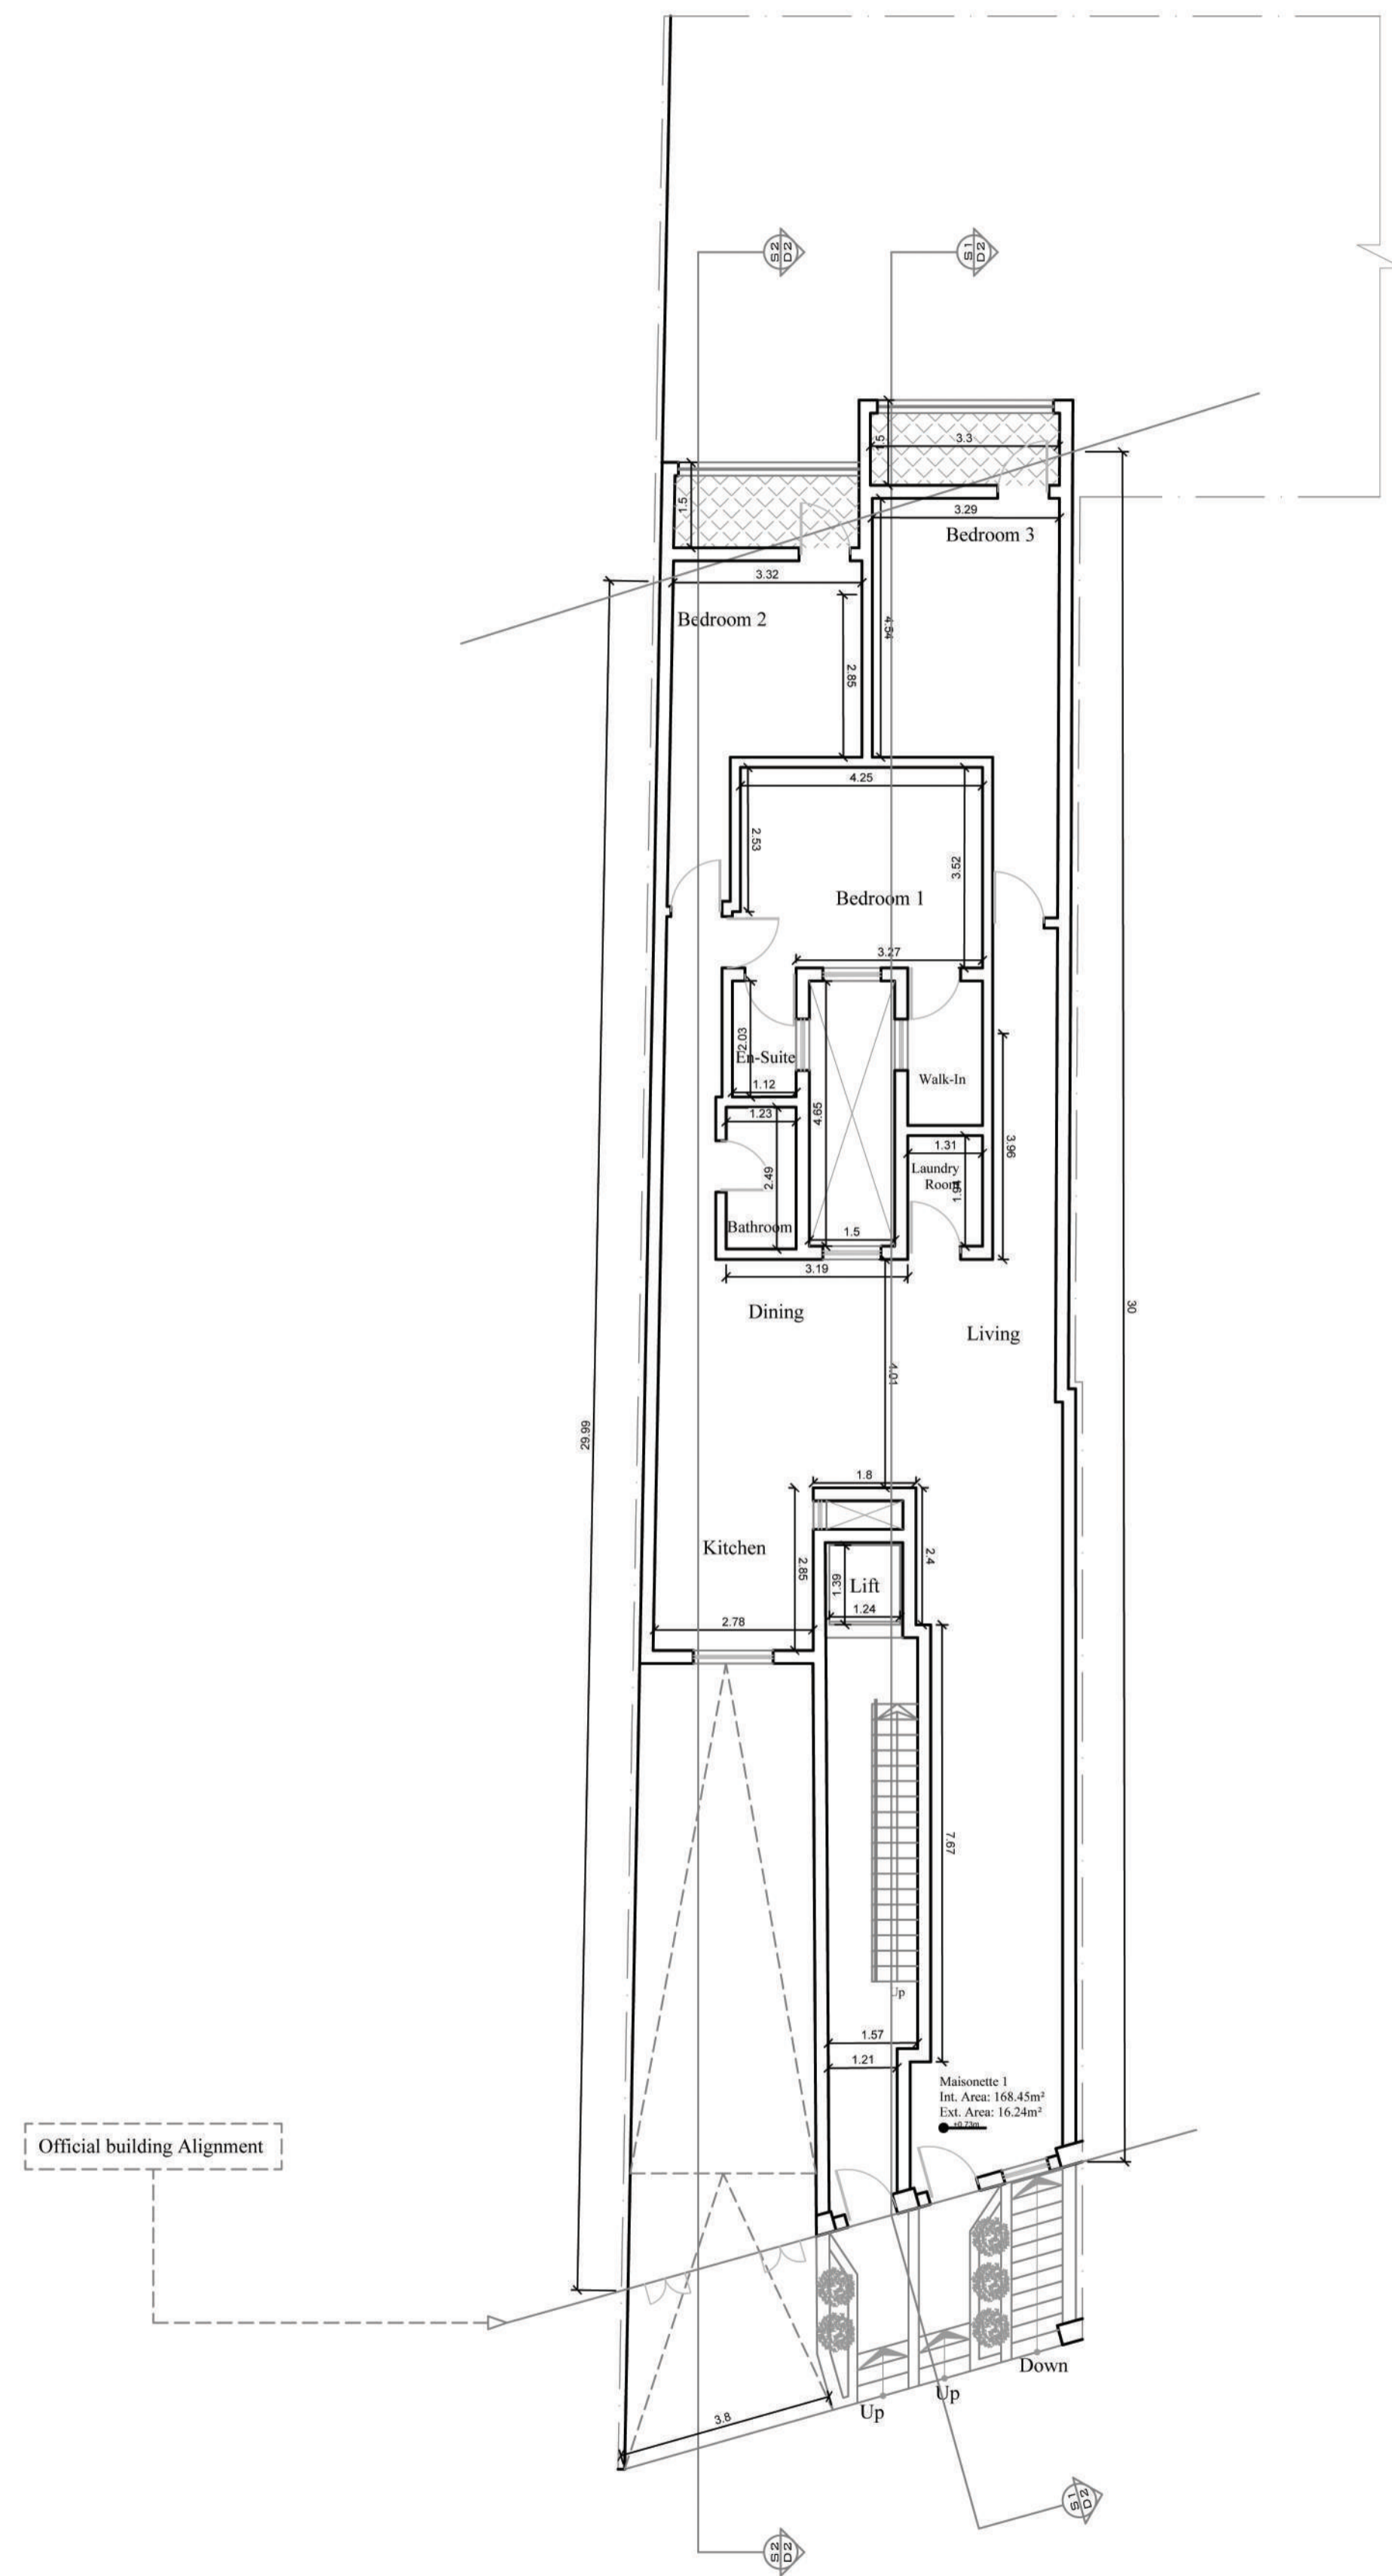 S2
D2
S1
D2
1.5
3.3
1.5
3.29
Bedroom 3
3.32
Bedroom 2
4.54
2.85
4.25
2.53
3.52
Bedroom 1
3.27
2.03
En-Suite
Walk-In
1.12
1.23
4.65
3.96
1.31
2.49
Laundry
Room
1.94
Bathroom
1.5
3.19
Dining
30
Living
4.01
29.99
1.8
Kitchen
2.85
2.4
1.39
Lift
1.24
2.78
7.67
Up
1.57
1.21
Maisonette 1
Int. Area: 168.45m²
Ext. Area: 16.24m²
+0.73m
Official building Alignment
Down
Up
Up
3.8
S1
D2
S2
D2